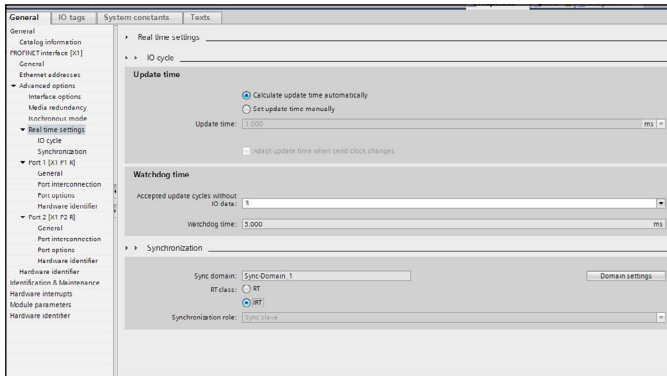 General
IO tags
System constants
Texts
General
Catalog information
PROFINET interface [X1]
General
Ethernet addresses
Advanced options
Interface options
Media redundancy
Isochronous mode
Real time settings
IO cycle
Synchronization
Port 1 [X1 P1 R]
General
Port interconnection
Port options
Hardware identifier
Port 2 [X1 P2 R]
General
Port interconnection
Port options
Hardware identifier
Hardware identifier
Identification & Maintenance
Hardware interrupts
Module parameters
Hardware identifier
Real time settings
IO cycle
Update time
Calculate update time automatically
Set update time manually
Update time: 1.000 ms
Adapt update time when send clock changes
Watchdog time
Accepted update cycles without
IO data: 3
Watchdog time: 3.000 ms
Synchronization
Sync domain: Sync-Domain_1 Domain settings
RT class: RT
IRT
Synchronization role: Sync slave